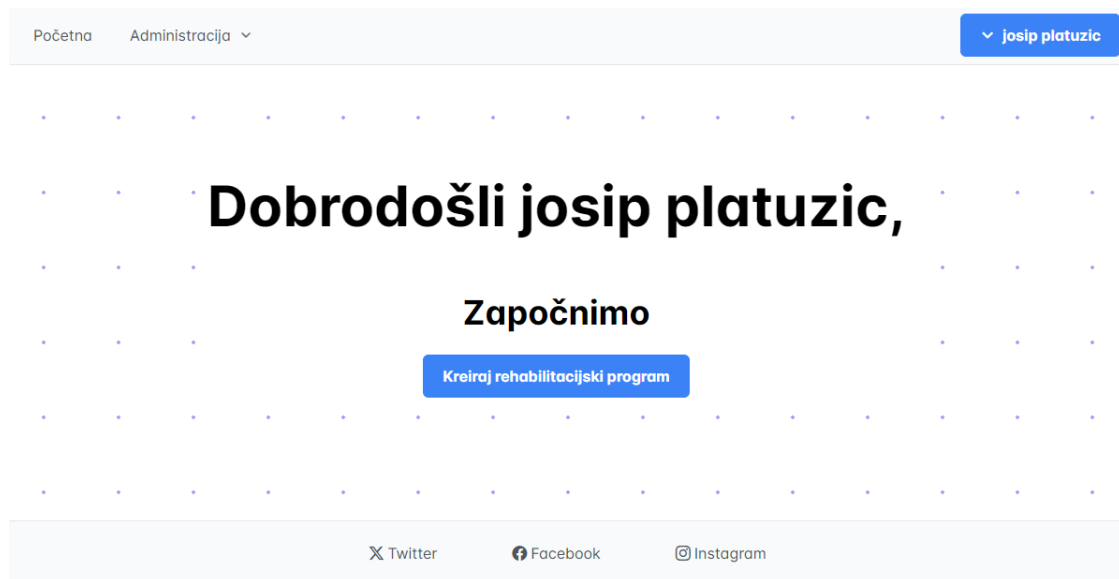 Početna Administracija josip platuzic
Dobrodošli josip platuzic,
Započnimo
Kreiraj rehabilitacijski program
Twitter Facebook Instagram